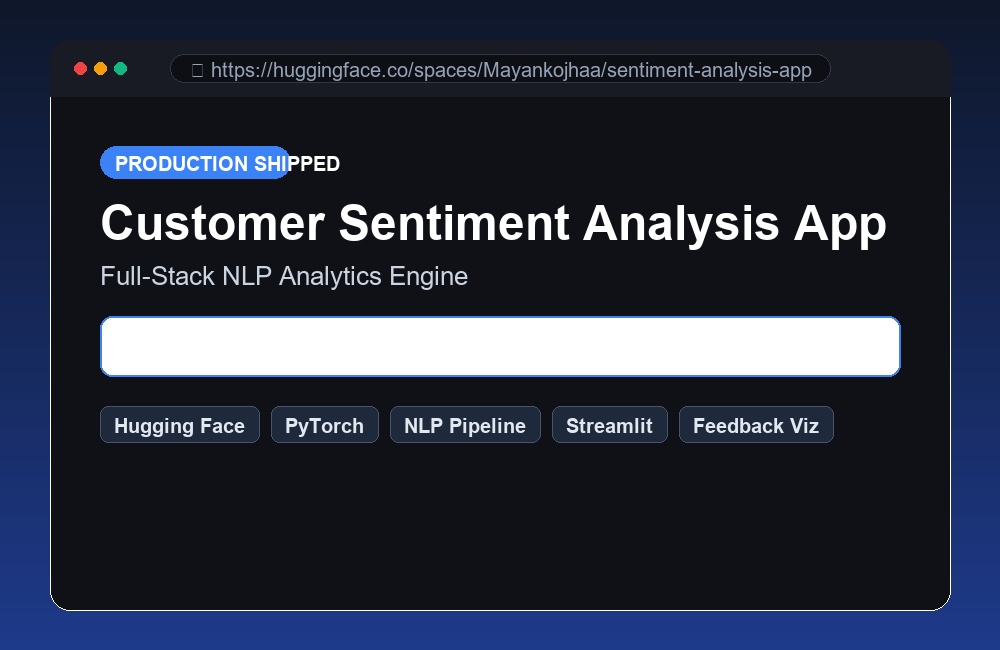 https://huggingface.co/spaces/Mayankojhaa/sentiment-analysis-app
PRODUCTION SHIPPED
Customer Sentiment Analysis App
Full-Stack NLP Analytics Engine
Hugging Face PyTorch NLP Pipeline Streamlit Feedback Viz